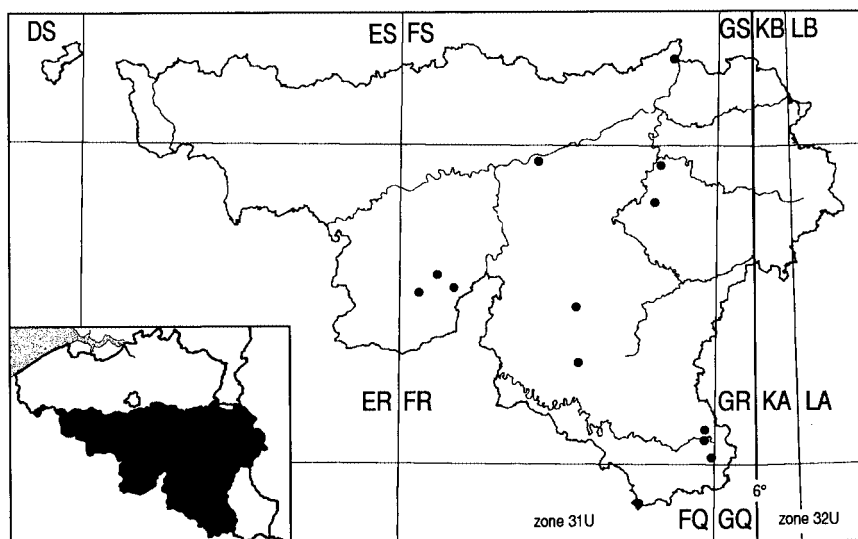 DS ES FS GS KB LB
ER FR GR KA LA
6°
zone 31U FQ GQ zone 32U